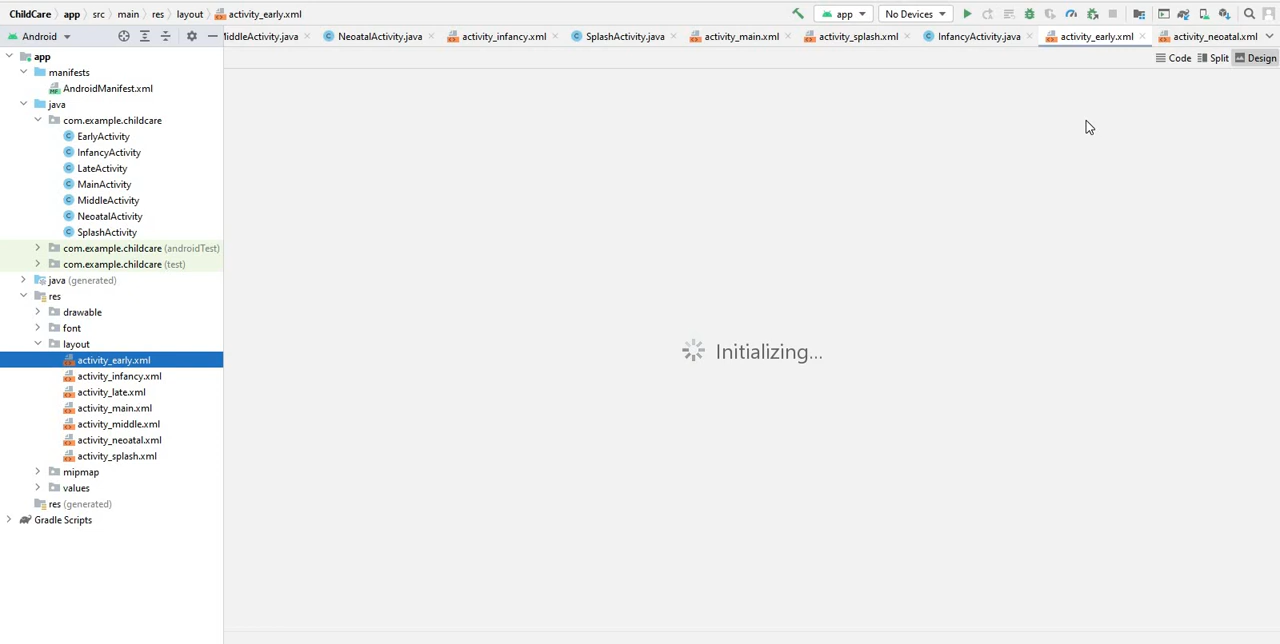 ChildCare app src main res layout activity_early.xml app No Devices
Android iddleActivity.java NeoatalActivity.java activity_infancy.xml SplashActivity.java activity_main.xml activity_splash.xml InfancyActivity.java activity_early.xml activity_neoatal.xml
Code Split Design
app
manifests
AndroidManifest.xml
java
com.example.childcare
EarlyActivity
InfancyActivity
LateActivity
MainActivity
MiddleActivity
NeoatalActivity
SplashActivity
com.example.childcare (androidTest)
com.example.childcare (test)
java (generated)
res
drawable
font
layout
activity_early.xml
activity_infancy.xml
activity_late.xml
activity_main.xml
activity_middle.xml
activity_neoatal.xml
activity_splash.xml
mipmap
values
res (generated)
Gradle Scripts
Initializing...